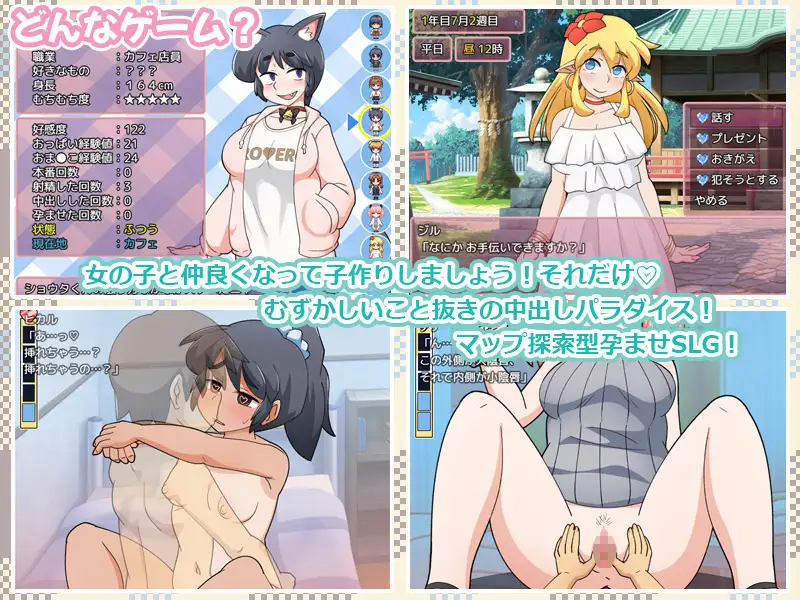 どんなゲーム？
職業 ：カフェ店員
好きなもの ：？？？
身長 ：１６４cm
むちむち度 ：★★★★★
好感度 ：122
おっぱい経験値：21
おま●こ経験値：24
本番回数 ：0
射精した回数 ：3
中出しした回数：0
孕ませた回数 ：0
状態 ：ふつう
現在地 ：カフェ
ROVER
1年目7月2週目
平日
昼 12時
話す
プレゼント
おきがえ
犯そうとする
やめる
ジル
「なにか お手伝いできますか？」
女の子と仲良くなって子作りしましょう！それだけ♡
むずかしいこと抜きの中出しパラダイス！
マップ探索型孕ませSLG！
ヒカル
「あ…っ♡
挿れちゃう…？
挿れちゃうの…？」
「ん…
それで内側が小陰唇」